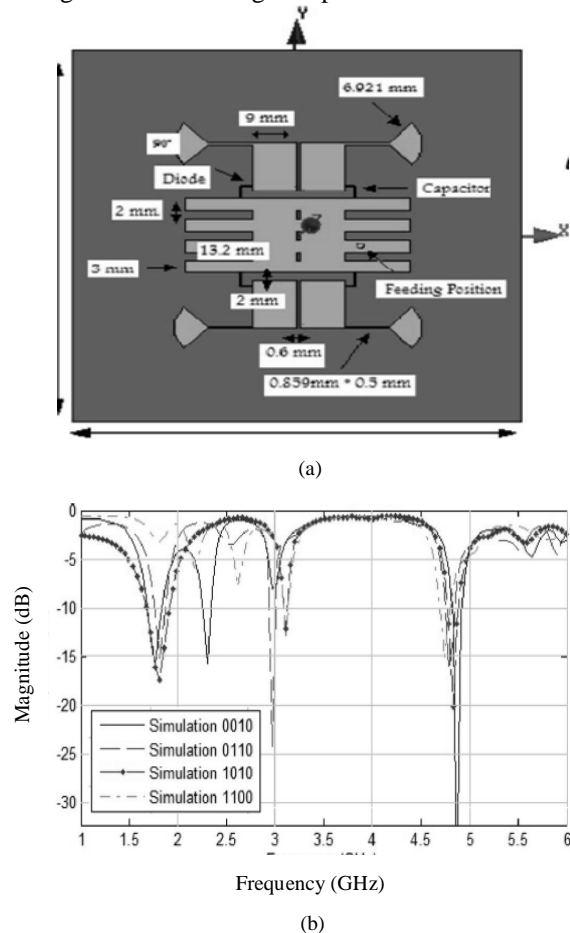 Y
6.921 mm
9 mm
90°
Diode
Capacitor
2 mm
X
13.2 mm
3 mm
Feeding Position
2 mm
0.6 mm
0.859mm * 0.5 mm
(a)
0
-5
-10
-15
-20
-25
-30
Magnitude (dB)
Simulation 0010
Simulation 0110
Simulation 1010
Simulation 1100
1 1.5 2 2.5 3 3.5 4 4.5 5 5.5 6
Frequency (GHz)
(b)